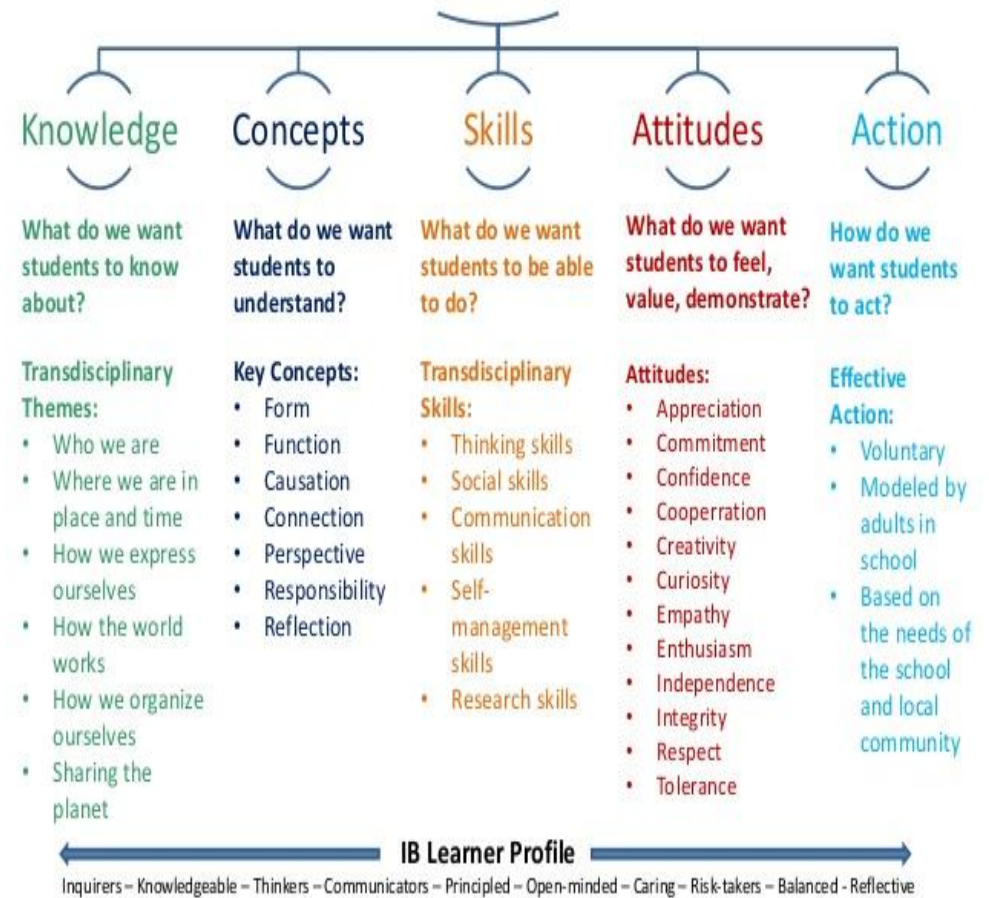 Knowledge
What do we want
students to know
about?
Transdisciplinary
Themes:
• Who we are
• Where we are in
place and time
• How we express
ourselves
• How the world
works
• How we organize
ourselves
• Sharing the
planet
Concepts
What do we want
students to
understand?
Key Concepts:
• Form
• Function
• Causation
• Connection
• Perspective
• Responsibility
• Reflection
Skills
What do we want
students to be able
to do?
Transdisciplinary
Skills:
• Thinking skills
• Social skills
• Communication
skills
• Self-
management
skills
• Research skills
Attitudes
What do we want
students to feel,
value, demonstrate?
Attitudes:
• Appreciation
• Commitment
• Confidence
• Cooperration
• Creativity
• Curiosity
• Empathy
• Enthusiasm
• Independence
• Integrity
• Respect
• Tolerance
Action
How do we
want students
to act?
Effective
Action:
• Voluntary
• Modeled by
adults in
school
• Based on
the needs of
the school
and local
community
IB Learner Profile
Inquirers – Knowledgeable – Thinkers – Communicators – Principled – Open-minded – Caring – Risk-takers – Balanced - Reflective